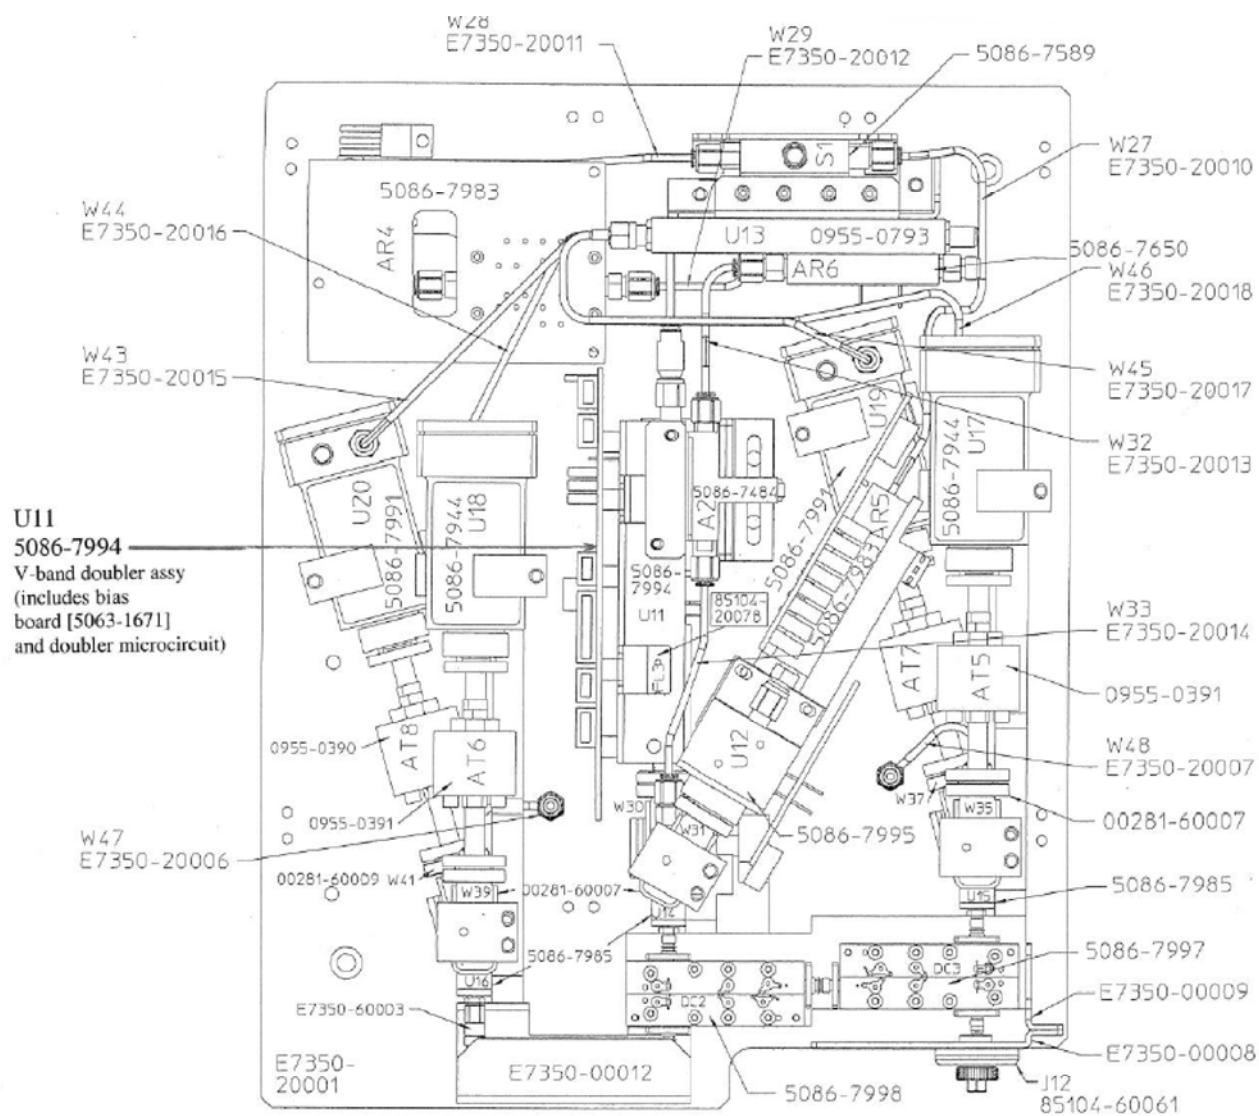 W28
E7350-20011
W29
E7350-20012
5086-7589
W27
E7350-20010
S1
5086-7983
AR4
W44
E7350-20016
U13 0955-0793
5086-7650
AR6
W46
E7350-20018
W43
E7350-20015
W45
E7350-20017
W32
E7350-20013
U19
U17
5086-7944
5086-7991
AR5
5086-7983
U20
5086-7991
U18
5086-7944
5086-7484
A2
U11
5086-7994
V-band doubler assy
(includes bias
board [5063-1671]
and doubler microcircuit)
5086-
7994
U11
85104-
20078
FL3
W33
E7350-20014
AT7
AT5
0955-0391
U12
0955-0390
AT8
AT6
W48
E7350-20007
W37
W35
00281-60007
0955-0391
W30
W31
5086-7995
W47
E7350-20006
00281-60009
W41
W39
00281-60007
5086-7985
U15
U14
5086-7985
U16
5086-7997
DC3
DC2
E7350-00009
E7350-60003
E7350-
20001
E7350-00012
E7350-00008
5086-7998
J12
85104-60061